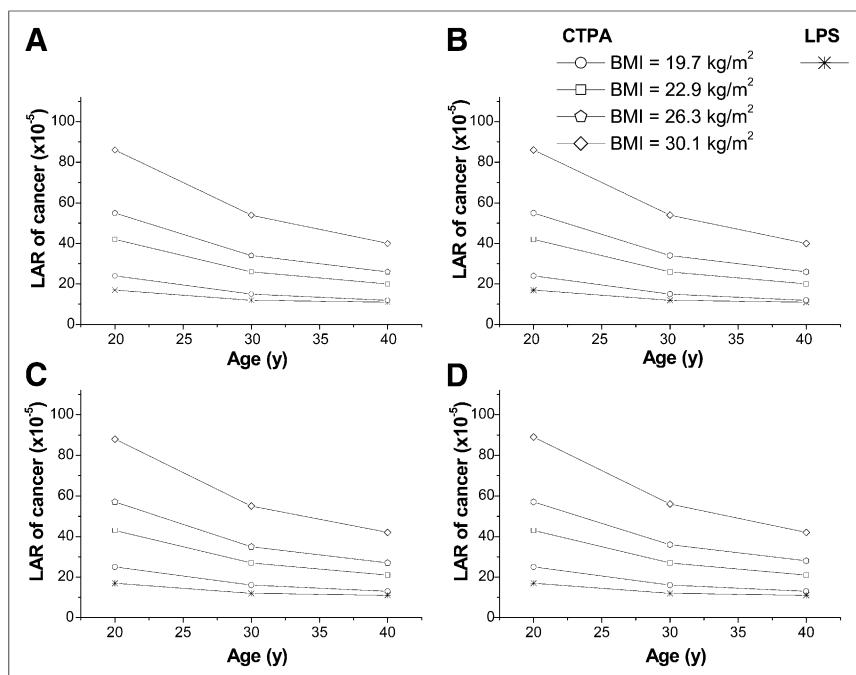 A
B
CTPA LPS
BMI = 19.7 kg/m²
BMI = 22.9 kg/m²
BMI = 26.3 kg/m²
BMI = 30.1 kg/m²
LAR of cancer (x10⁻⁵)
100
80
60
40
20
0
20 25 30 35 40
Age (y)
LAR of cancer (x10⁻⁵)
100
80
60
40
20
0
20 25 30 35 40
Age (y)
C
D
LAR of cancer (x10⁻⁵)
100
80
60
40
20
0
20 25 30 35 40
Age (y)
LAR of cancer (x10⁻⁵)
100
80
60
40
20
0
20 25 30 35 40
Age (y)